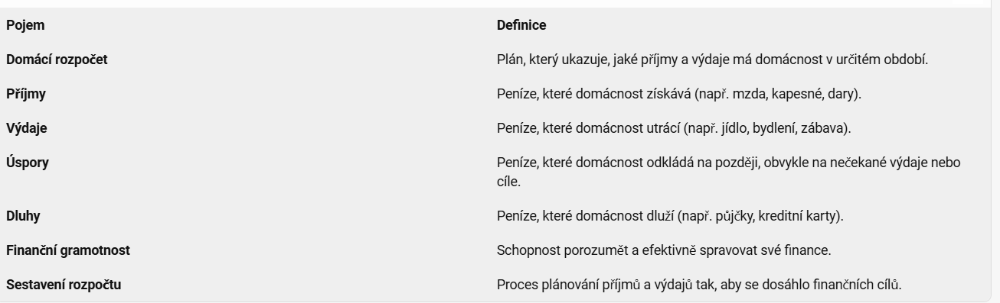 Pojem Definice
Domácí rozpočet Plán, který ukazuje, jaké příjmy a výdaje má domácnost v určitém období.
Příjmy Peníze, které domácnost získává (např. mzda, kapesné, dary).
Výdaje Peníze, které domácnost utrácí (např. jídlo, bydlení, zábava).
Úspory Peníze, které domácnost odkládá na později, obvykle na nečekané výdaje nebo
cíle.
Dluhy Peníze, které domácnost dluží (např. půjčky, kreditní karty).
Finanční gramotnost Schopnost porozumět a efektivně spravovat své finance.
Sestavení rozpočtu Proces plánování příjmů a výdajů tak, aby se dosáhlo finančních cílů.